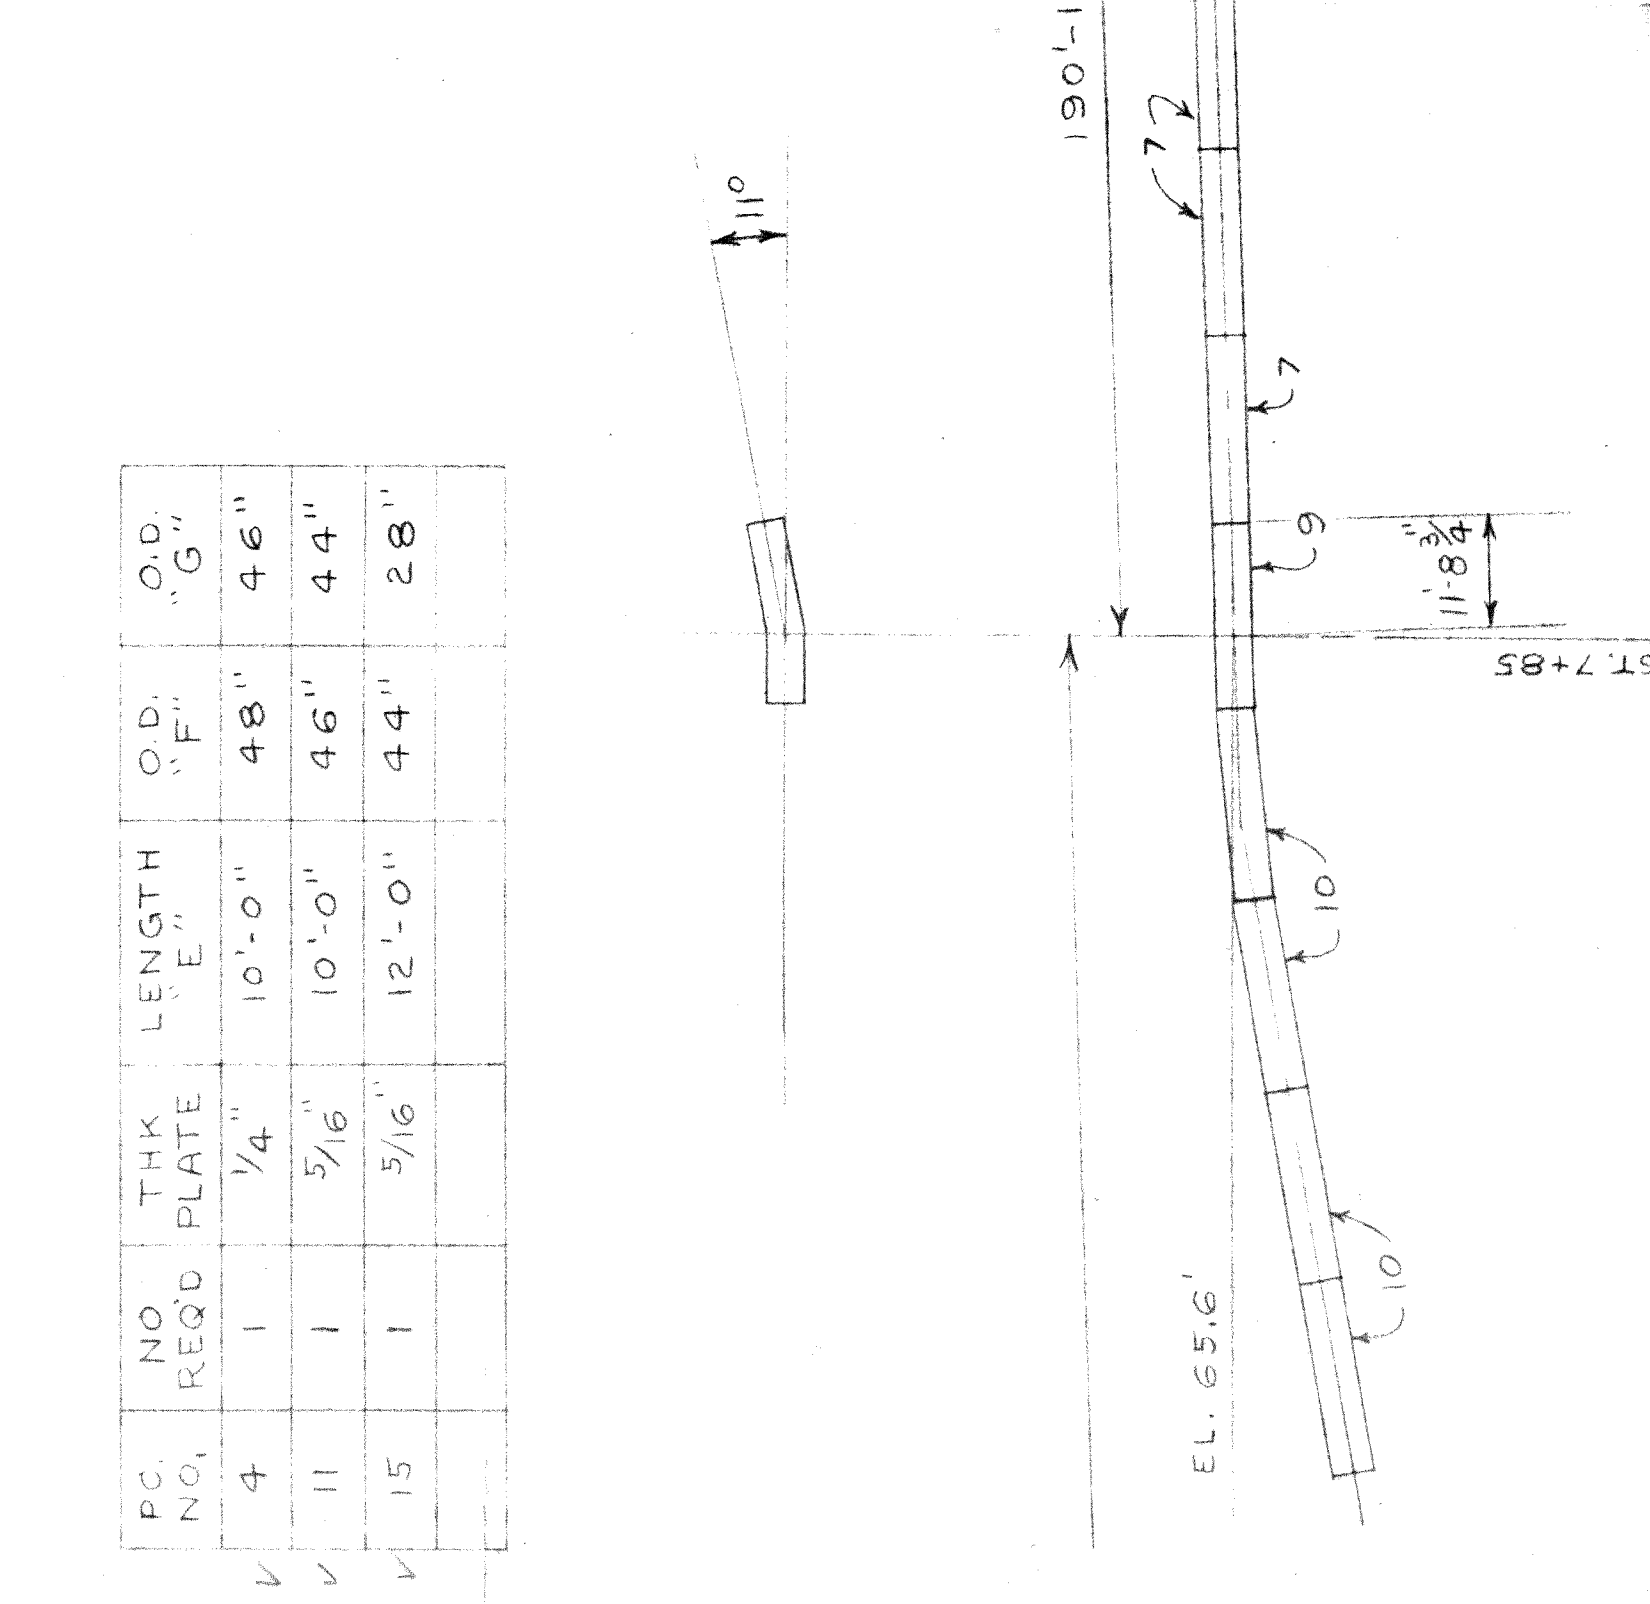 PC. NO. NO REQ'D THK PLATE LENGTH "E" O.D. "F" O.D. "G"
4 1 1/4" 10'-0" 48" 46"
11 1 5/16" 10'-0" 46" 44"
15 1 5/16" 12'-0" 44" 28"
11°
190'-1
7
7
7
9
11'-8 3/4"
ST. 7+85
10
10
EL. 65.6'